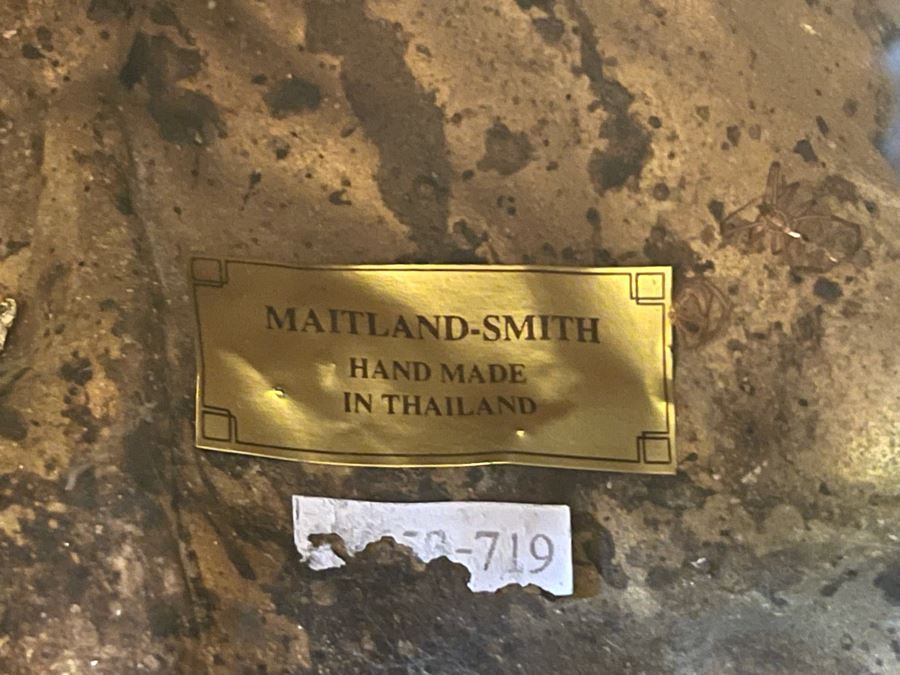 MAITLAND-SMITH
HAND MADE
IN THAILAND
-719